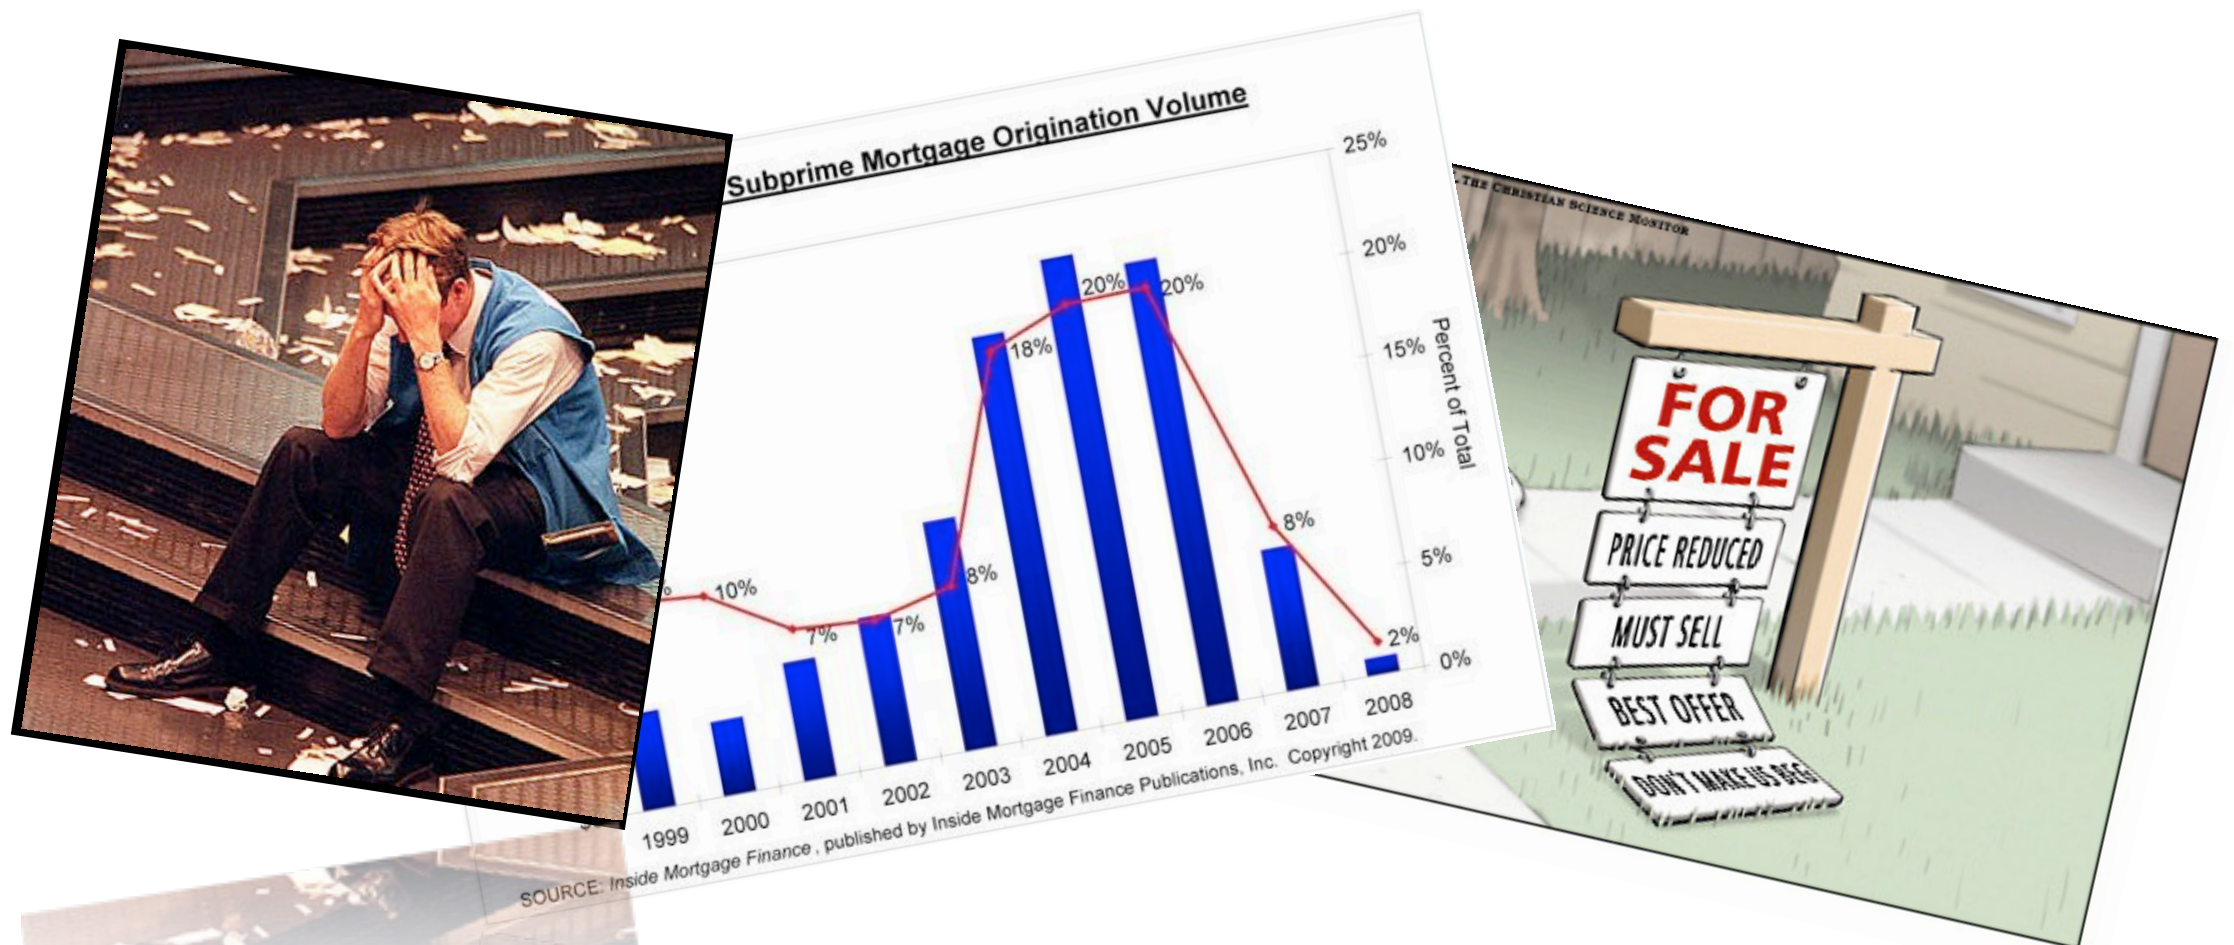 Subprime Mortgage Origination Volume
25%
20%
15%
10%
5%
0%
Percent of Total
10%
7%
7%
8%
18%
20%
20%
8%
2%
1999
2000
2001
2002
2003
2004
2005
2006
2007
2008
SOURCE: Inside Mortgage Finance , published by Inside Mortgage Finance Publications, Inc. Copyright 2009.
THE CHRISTIAN SCIENCE MONITOR
FOR
SALE
PRICE REDUCED
MUST SELL
BEST OFFER
DON'T MAKE US BEG